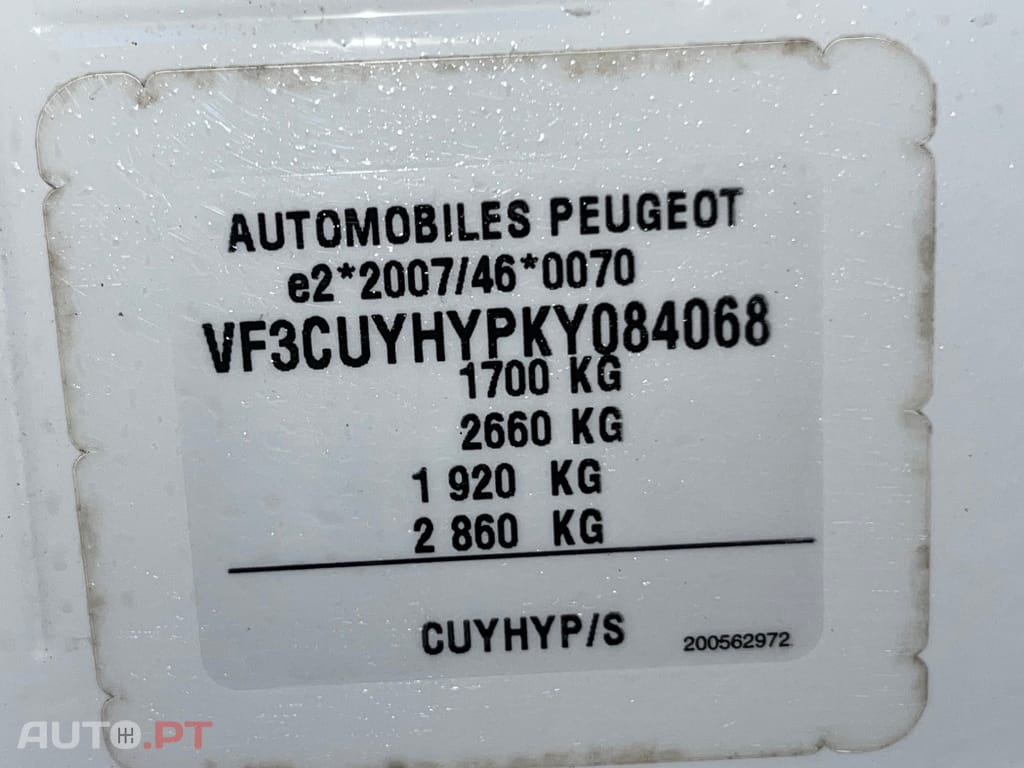 AUTOMOBILES PEUGEOT
e2*2007/46*0070
VF3CUYHYPKY084068
1700 KG
2660 KG
1 920 KG
2 860 KG
CUYHYP/S
200562972
AUTO.PT